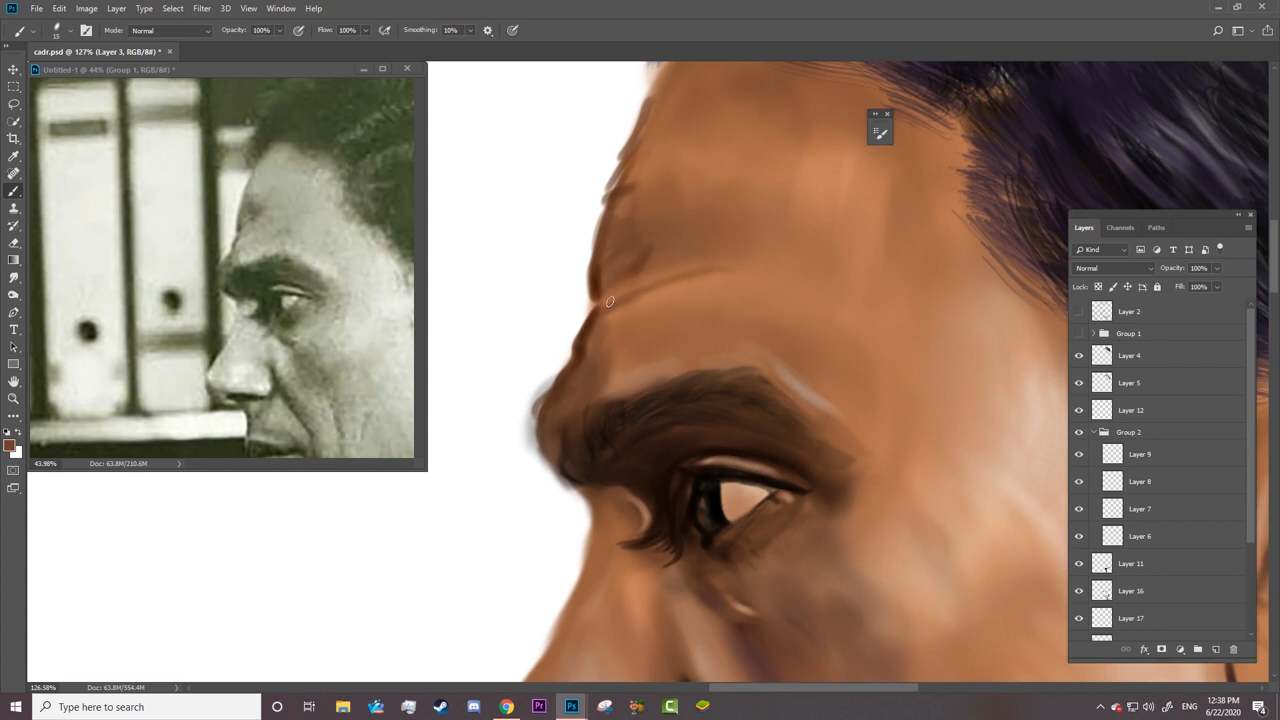 File Edit Image Layer Type Select Filter 3D View Window Help
15 Mode: Normal Opacity: 100% Flow: 100% Smoothing: 10%
cadr.psd @ 127% (Layer 3, RGB/8#) *
Untitled-1 @ 44% (Group 1, RGB/8#) *
43.98% Doc: 63.8M/210.6M
Layers Channels Paths
Kind
Normal Opacity: 100%
Lock: Fill: 100%
Layer 2
Group 1
Layer 4
Layer 5
Layer 12
Group 2
Layer 9
Layer 8
Layer 7
Layer 6
Layer 11
Layer 16
Layer 17
fx
126.58% Doc: 63.8M/554.4M
Type here to search
ENG
12:38 PM
6/22/2020